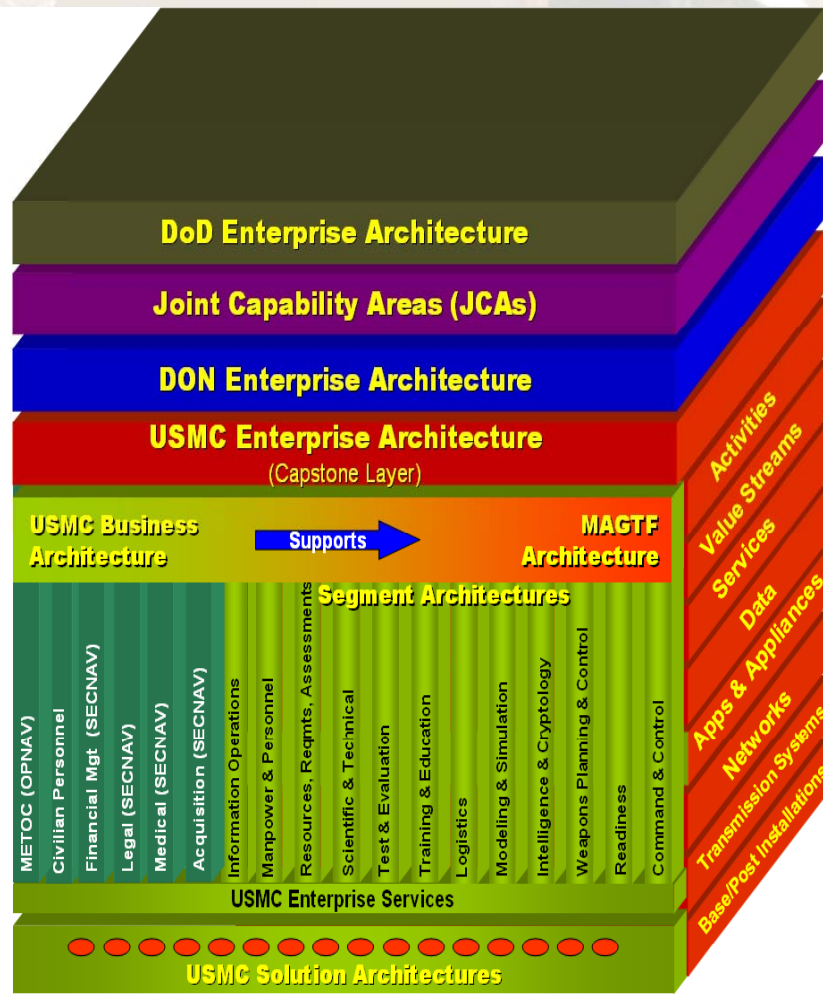 DoD Enterprise Architecture
Joint Capability Areas (JCAs)
DON Enterprise Architecture
USMC Enterprise Architecture
(Capstone Layer)
USMC Business
Architecture
Supports
MAGTF
Architecture
Segment Architectures
METOC (OPNAV)
Civilian Personnel
Financial Mgt (SECNAV)
Legal (SECNAV)
Medical (SECNAV)
Acquisition (SECNAV)
Information Operations
Manpower & Personnel
Resources, Reqmts, Assessments
Scientific & Technical
Test & Evaluation
Training & Education
Logistics
Modeling & Simulation
Intelligence & Cryptology
Weapons Planning & Control
Readiness
Command & Control
USMC Enterprise Services
USMC Solution Architectures
Activities
Value Streams
Services
Data
Apps & Appliances
Networks
Transmission Systems
Base/Post Installations